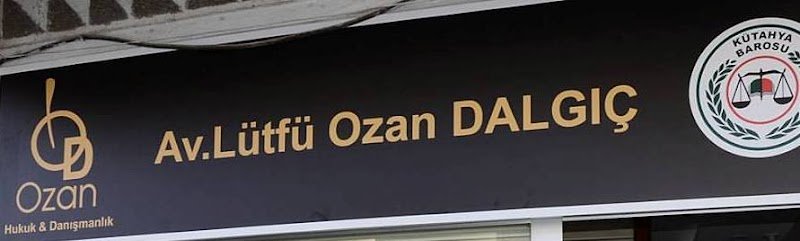 Av.Lütfü Ozan DALGIÇ
Ozan
Hukuk & Danışmanlık
KÜTAHYA
BAROSU